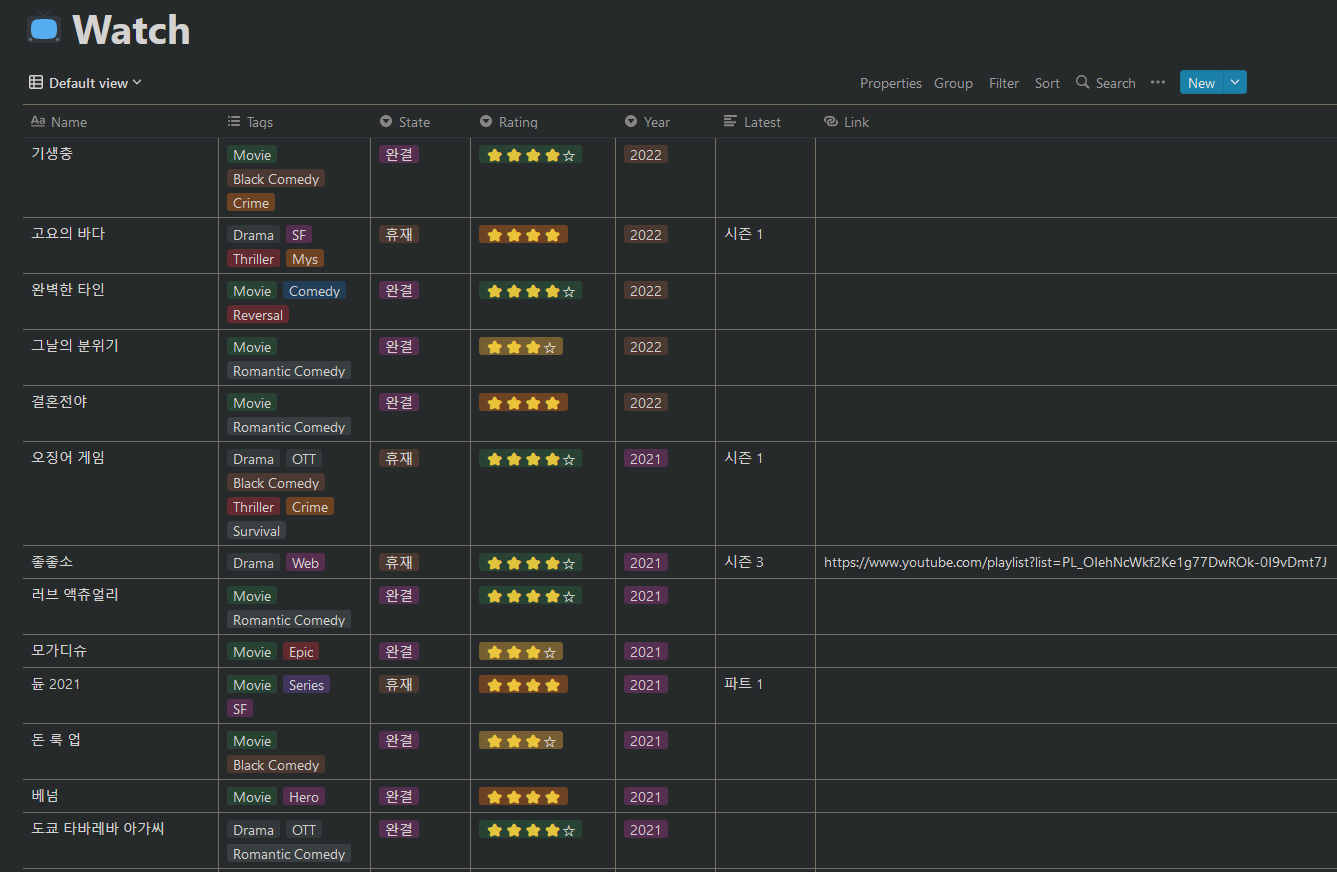 Watch
Default view
Properties Group Filter Sort Search ••• New
Aa Name Tags State Rating Year Latest Link
기생충 Movie 완결 ★★★★☆ 2022
Black Comedy
Crime
고요의 바다 Drama SF 휴재 ★★★★ 2022 시즌 1
Thriller Mys
완벽한 타인 Movie Comedy 완결 ★★★★☆ 2022
Reversal
그날의 분위기 Movie 완결 ★★★☆ 2022
Romantic Comedy
결혼전야 Movie 완결 ★★★★ 2022
Romantic Comedy
오징어 게임 Drama OTT 휴재 ★★★★☆ 2021 시즌 1
Black Comedy
Thriller Crime
Survival
좋좋소 Drama Web 휴재 ★★★★☆ 2021 시즌 3 https://www.youtube.com/playlist?list=PL_OIehNcWkf2Ke1g77DwROk-0I9vDmt7J
러브 액츄얼리 Movie 완결 ★★★★☆ 2021
Romantic Comedy
모가디슈 Movie Epic 완결 ★★★☆ 2021
듄 2021 Movie Series 휴재 ★★★★ 2021 파트 1
SF
돈 룩 업 Movie 완결 ★★★☆ 2021
Black Comedy
베넘 Movie Hero 완결 ★★★★ 2021
도쿄 타바레바 아가씨 Drama OTT 완결 ★★★★☆ 2021
Romantic Comedy